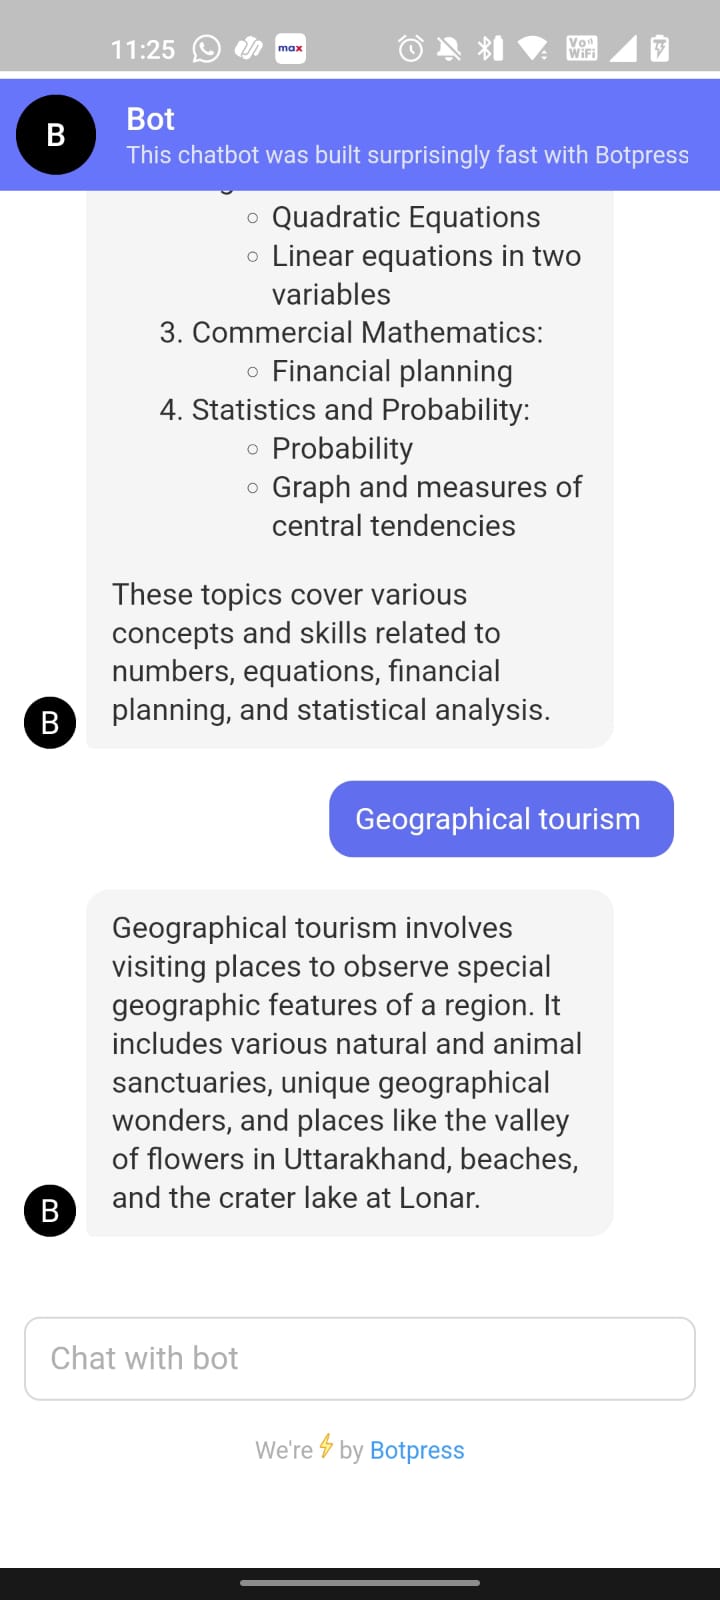 11:25
max
Vo
WiFi
B
Bot
This chatbot was built surprisingly fast with Botpress
Quadratic Equations
Linear equations in two
variables
3. Commercial Mathematics:
Financial planning
4. Statistics and Probability:
Probability
Graph and measures of
central tendencies
These topics cover various
concepts and skills related to
numbers, equations, financial
planning, and statistical analysis.
B
Geographical tourism
Geographical tourism involves
visiting places to observe special
geographic features of a region. It
includes various natural and animal
sanctuaries, unique geographical
wonders, and places like the valley
of flowers in Uttarakhand, beaches,
and the crater lake at Lonar.
B
Chat with bot
We're⚡by Botpress